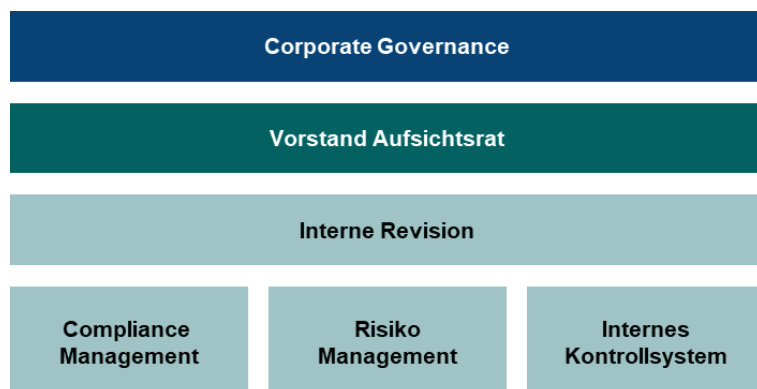 Corporate Governance
Vorstand Aufsichtsrat
Interne Revision
Compliance
Management
Risiko
Management
Internes
Kontrollsystem